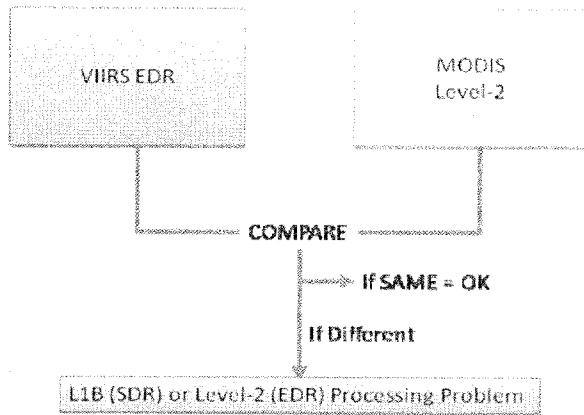 VIIRS EDR
MODIS
Level-2
COMPARE
If SAME = OK
If Different
L1B (SDR) or Level-2 (EDR) Processing Problem